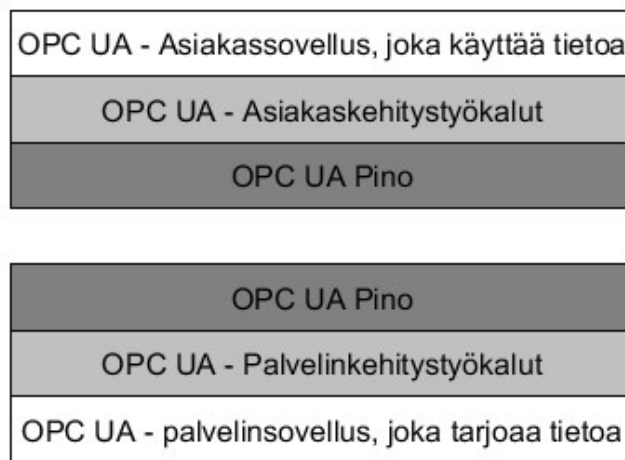 OPC UA - Asiakassovellus, joka käyttää tietoa
OPC UA - Asiakaskehitystyökalut
OPC UA Pino
OPC UA Pino
OPC UA - Palvelinkehitystyökalut
OPC UA - palvelinsovellus, joka tarjoaa tietoa